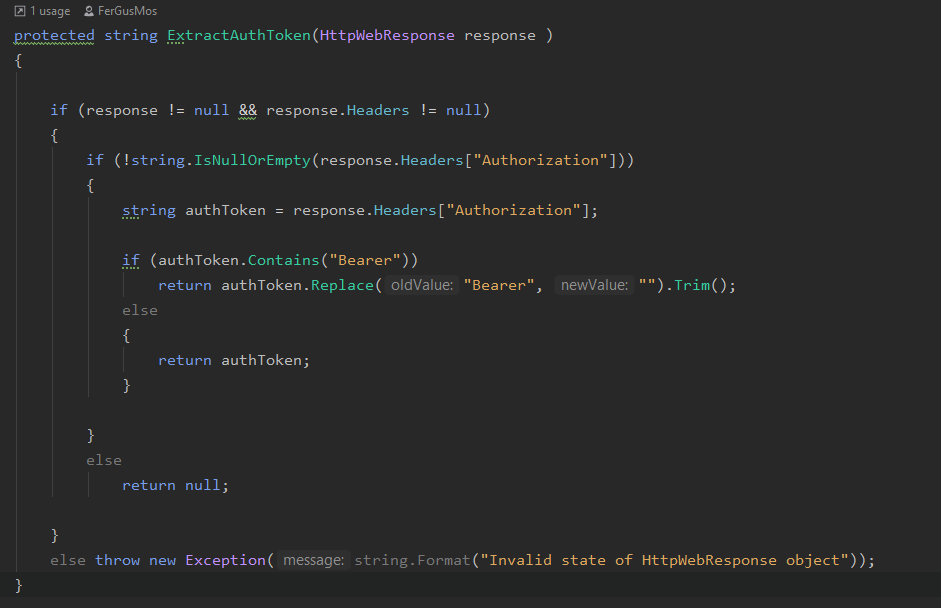 1 usage FerGusMos
protected string ExtractAuthToken(HttpWebResponse response )
{
if (response != null && response.Headers != null)
{
if (!string.IsNullOrEmpty(response.Headers["Authorization"]))
{
string authToken = response.Headers["Authorization"];
if (authToken.Contains("Bearer"))
return authToken.Replace( oldValue: "Bearer", newValue: "").Trim();
else
{
return authToken;
}
}
else
return null;
}
else throw new Exception( message: string.Format("Invalid state of HttpWebResponse object"));
}